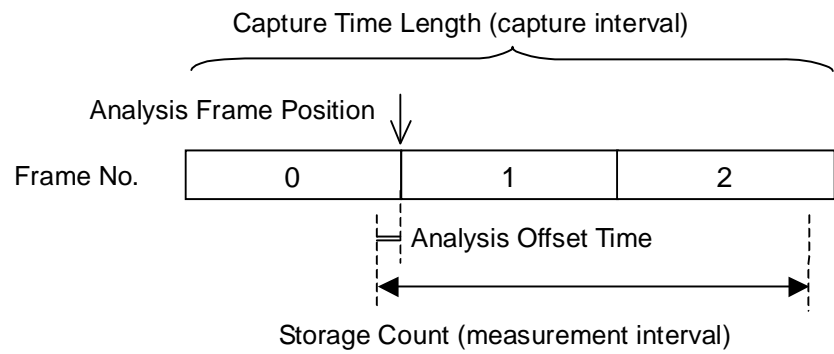 Capture Time Length (capture interval)
Analysis Frame Position
Frame No. 0 1 2
Analysis Offset Time
Storage Count (measurement interval)